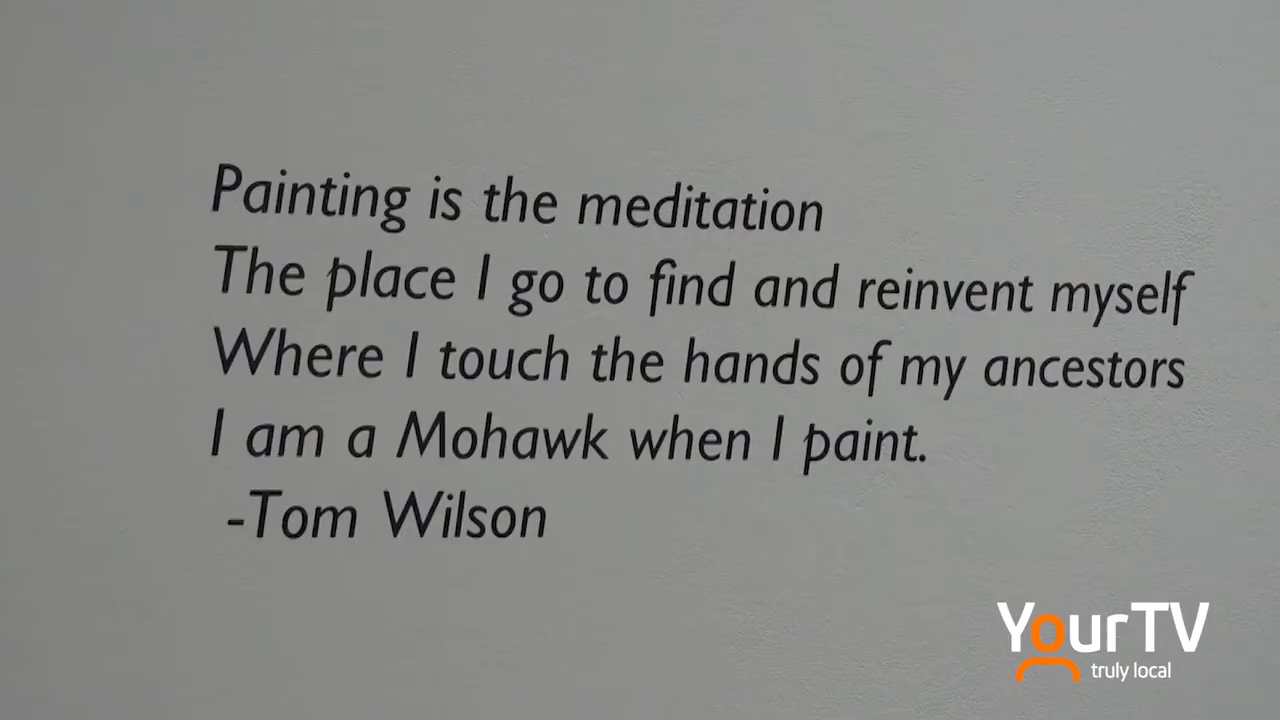 Painting is the meditation
The place I go to find and reinvent myself
Where I touch the hands of my ancestors
I am a Mohawk when I paint.
-Tom Wilson
YourTV
truly local